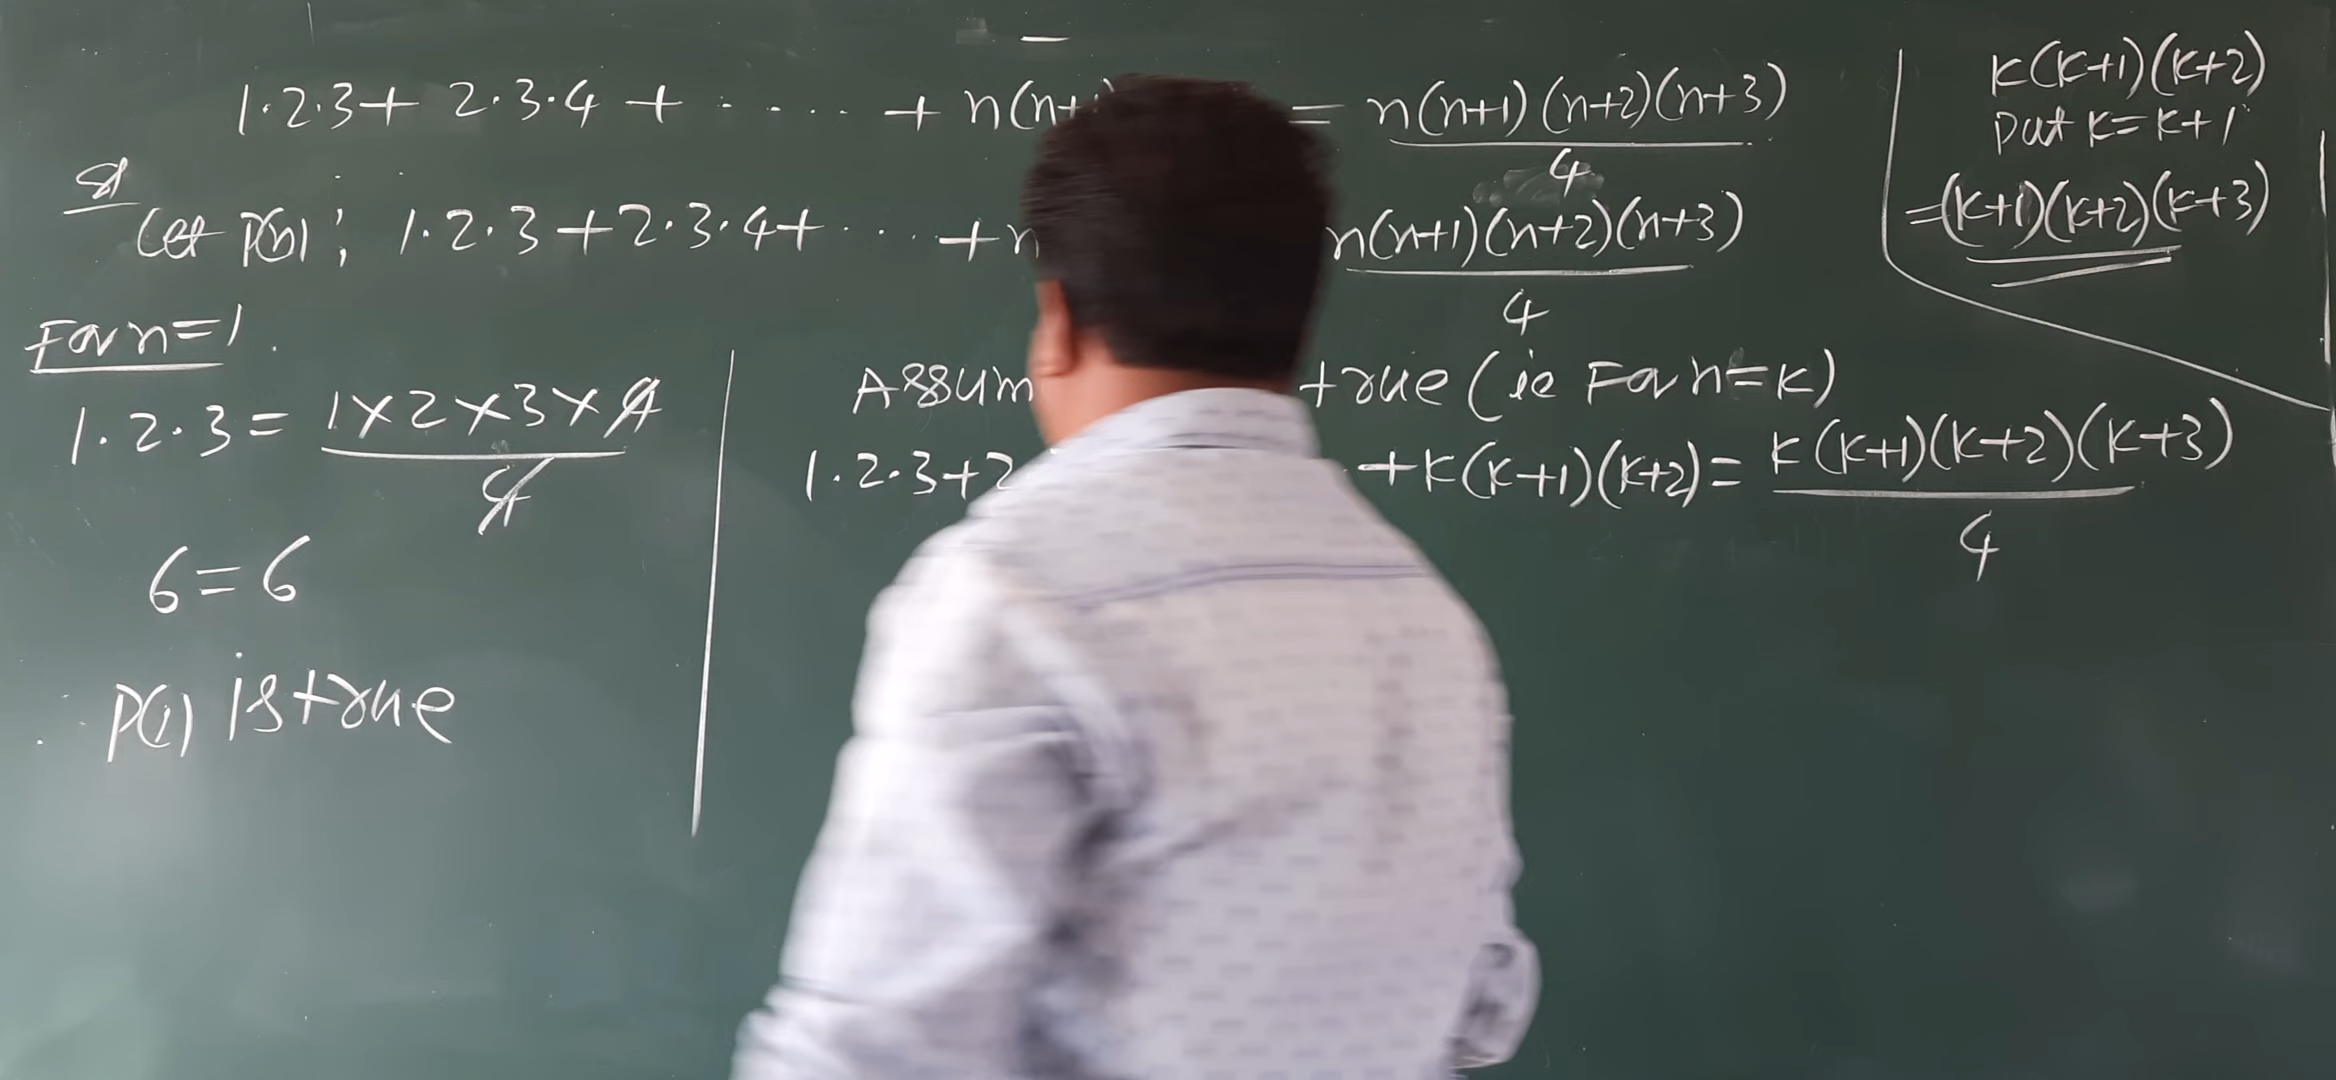 1·2·3+ 2·3·4 + ····· + n(n+ = n(n+1)(n+2)(n+3)
4
Let P(n): 1·2·3+2·3·4+···· +n n(n+1)(n+2)(n+3)
4
For n=1.
1·2·3= 1×2×3×4
4
6=6
∴ P(1) is true
Assum true (ie For n=k)
1·2·3+2 +k(k+1)(k+2)= k(k+1)(k+2)(k+3)
4
k(k+1)(k+2)
put k=k+1
=(k+1)(k+2)(k+3)